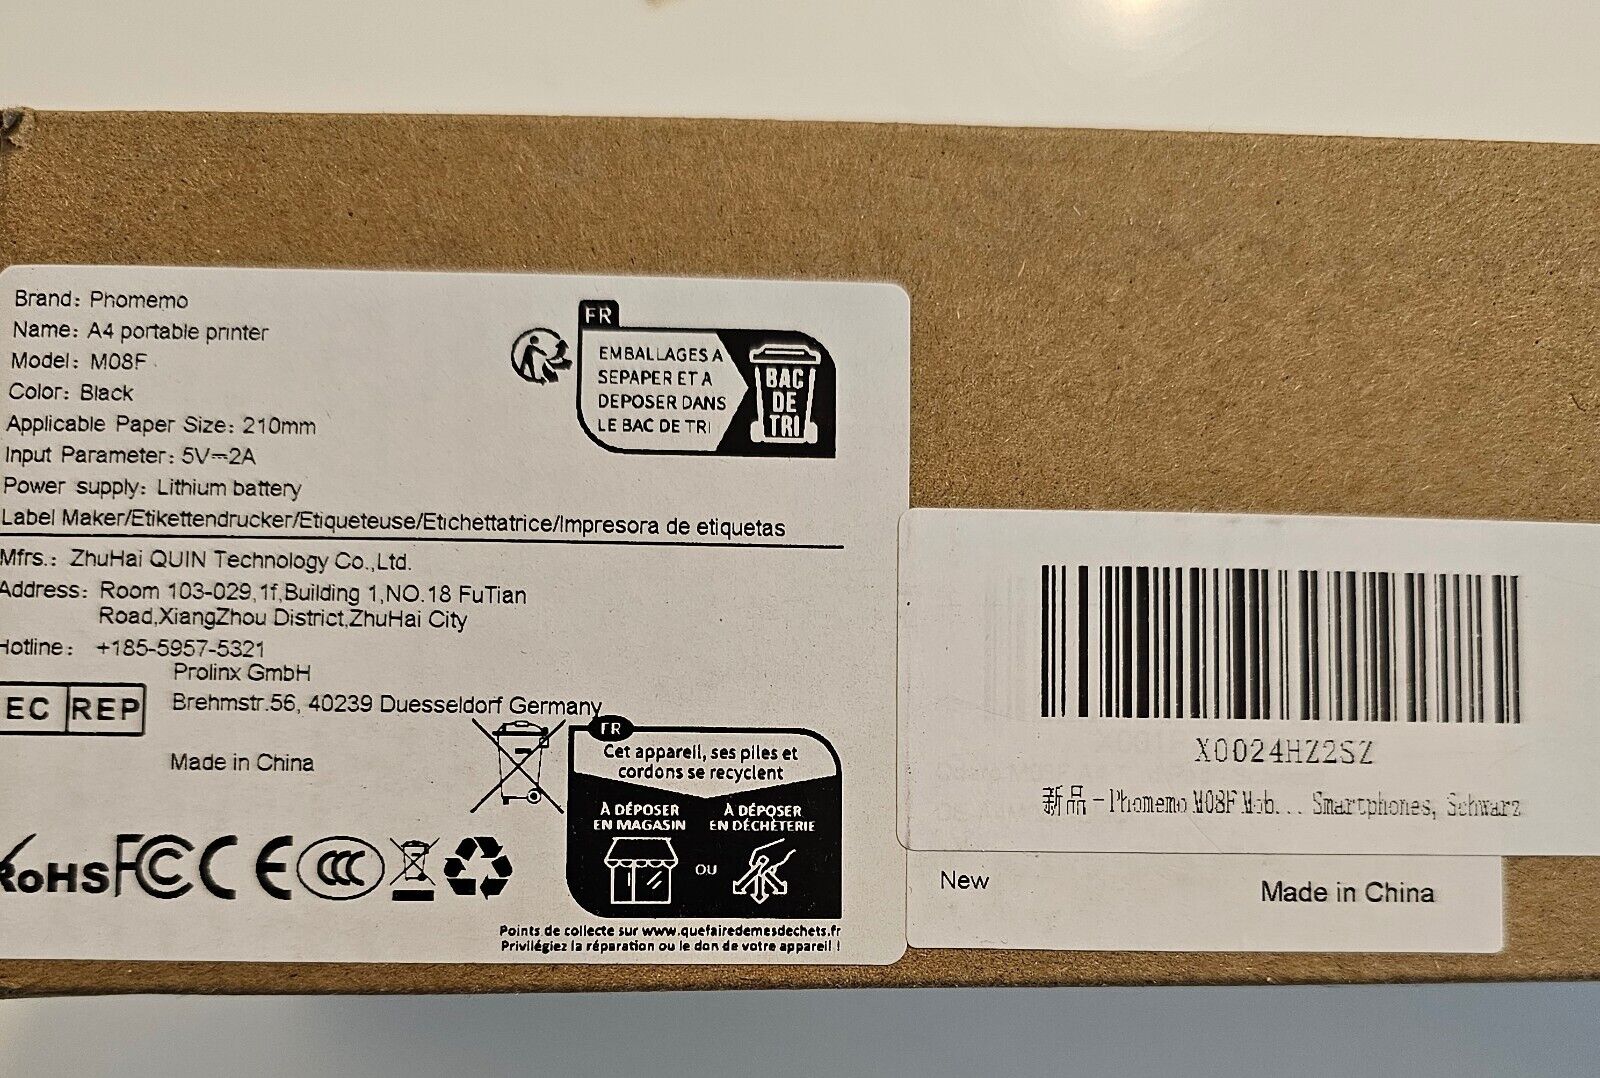 Brand: Phomemo
Name: A4 portable printer
Model: M08F
Color: Black
Applicable Paper Size: 210mm
Input Parameter: 5V⎓2A
Power supply: Lithium battery
Label Maker/Etikettendrucker/Etiqueteuse/Etichettatrice/Impresora de etiquetas
Mfrs.: ZhuHai QUIN Technology Co.,Ltd.
Address: Room 103-029,1f,Building 1,NO.18 FuTian
Road,XiangZhou District,ZhuHai City
Hotline: +185-5957-5321
Prolinx GmbH
Brehmstr.56, 40239 Duesseldorf Germany
EC REP
Made in China
RoHS FC CE CCC
FR
EMBALLAGES A
SEPAPER ET A
DEPOSER DANS
LE BAC DE TRI
BAC
DE
TRI
FR
Cet appareil, ses piles et
cordons se recyclent
À DÉPOSER
EN MAGASIN
OU
À DÉPOSER
EN DÉCHÈTERIE
Points de collecte sur www.quefairedemesdechets.fr
Privilégiez la réparation ou le don de votre appareil !
X0024HZ2SZ
新品 - Phomemo M08F Mob... Smartphones, Schwarz
New
Made in China